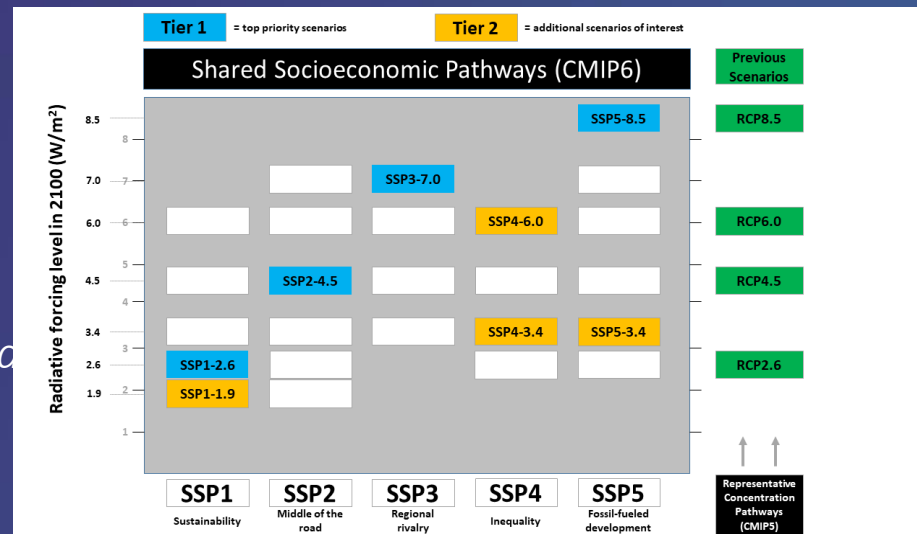 Tier 1 = top priority scenarios
Tier 2 = additional scenarios of interest
Shared Socioeconomic Pathways (CMIP6)
Previous
Scenarios
Radiative forcing level in 2100 (W/m²)
8.5
8
7.0
7
6.0
6
5
4.5
4
3.4
3
2.6
2
1.9
1
SSP5-8.5
SSP3-7.0
SSP4-6.0
SSP2-4.5
SSP4-3.4
SSP5-3.4
SSP1-2.6
SSP1-1.9
RCP8.5
RCP6.0
RCP4.5
RCP2.6
SSP1
Sustainability
SSP2
Middle of the
road
SSP3
Regional
rivalry
SSP4
Inequality
SSP5
Fossil-fueled
development
Representative
Concentration
Pathways
(CMIP5)